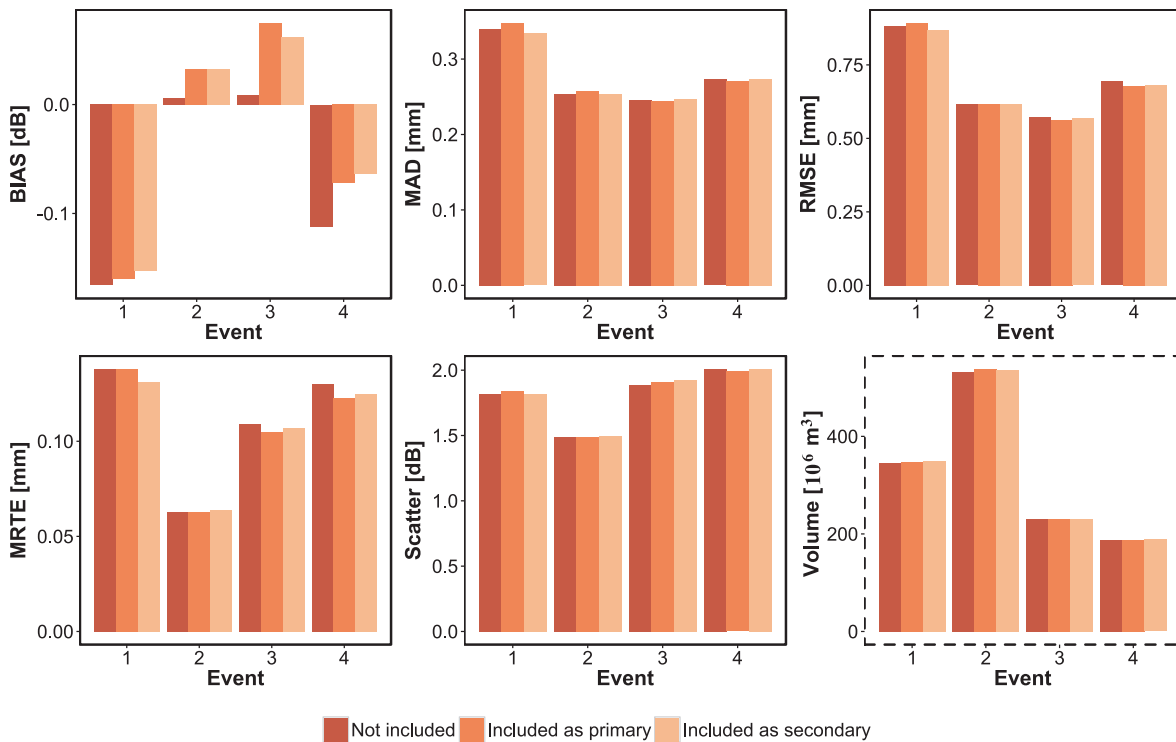 BIAS [dB]
0.0
-0.1
1 2 3 4
Event
MAD [mm]
0.3
0.2
0.1
0.0
1 2 3 4
Event
RMSE [mm]
0.75
0.50
0.25
0.00
1 2 3 4
Event
MRTE [mm]
0.10
0.05
0.00
1 2 3 4
Event
Scatter [dB]
2.0
1.5
1.0
0.5
0.0
1 2 3 4
Event
Volume [10⁶ m³]
400
200
0
1 2 3 4
Event
Not included Included as primary Included as secondary